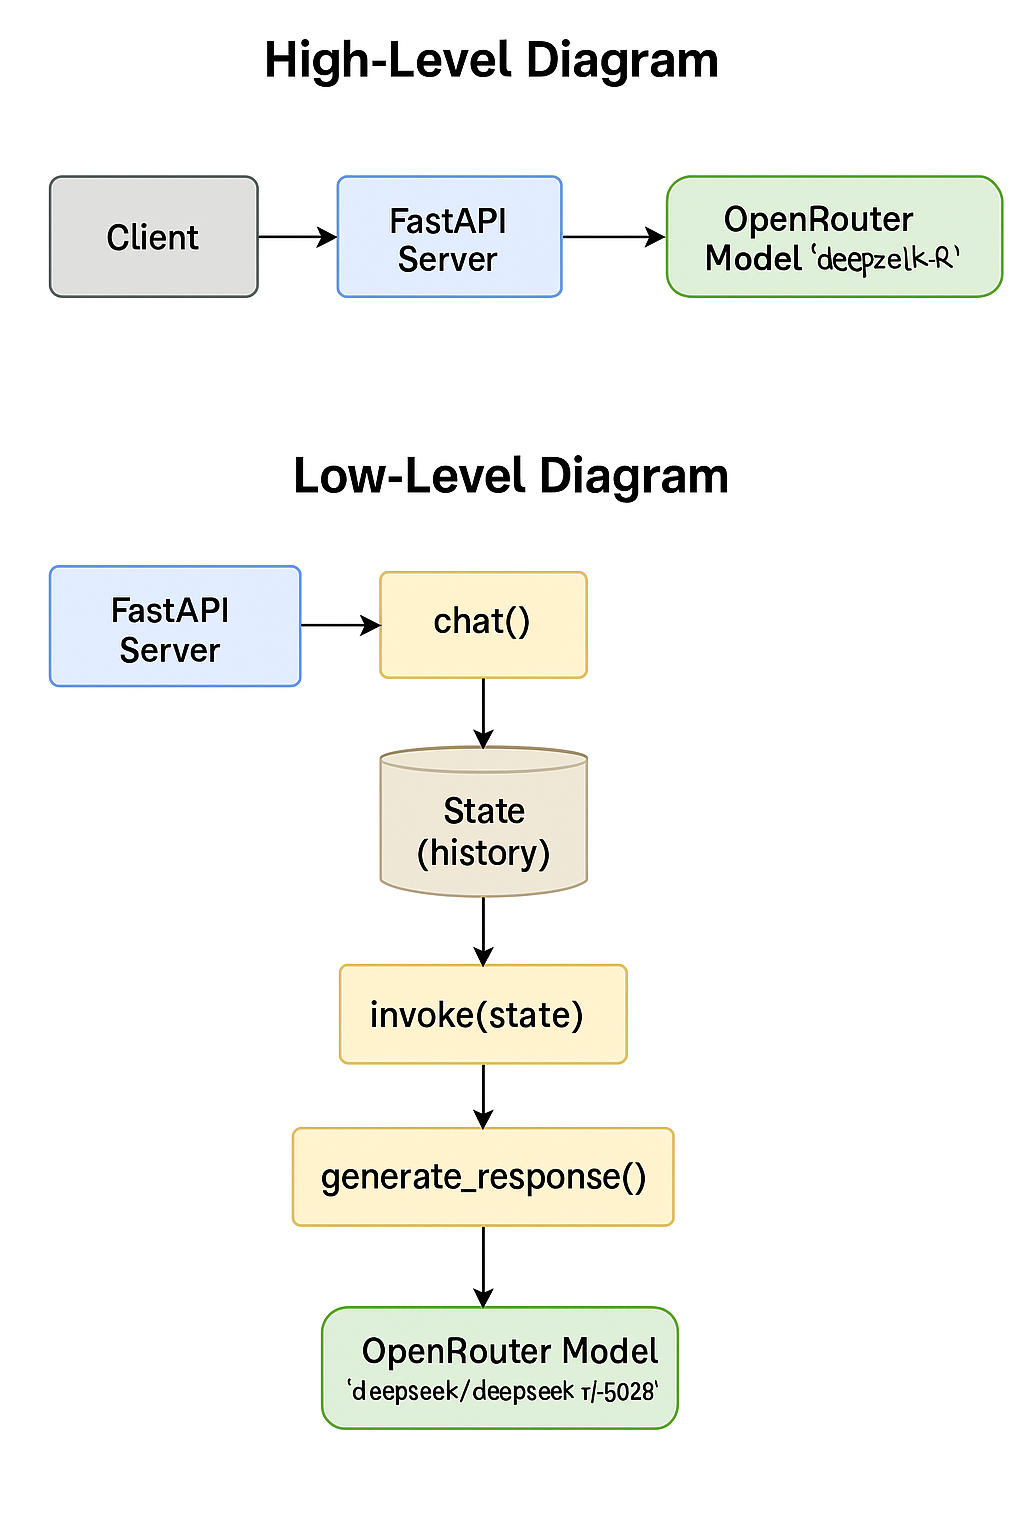 High-Level Diagram
Client
FastAPI
Server
OpenRouter
Model 'deepzelk-R'
Low-Level Diagram
FastAPI
Server
chat()
State
(history)
invoke(state)
generate_response()
OpenRouter Model
'deepseek/deepseek r/-5028'